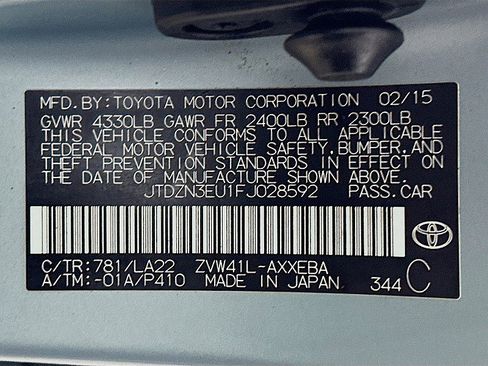 MFD. BY: TOYOTA MOTOR CORPORATION 02/15
GVWR 4330LB GAWR FR 2400LB RR 2300LB
THIS VEHICLE CONFORMS TO ALL APPLICABLE
FEDERAL MOTOR VEHICLE SAFETY, BUMPER, AND
THEFT PREVENTION STANDARDS IN EFFECT ON
THE DATE OF MANUFACTURE SHOWN ABOVE.
JTDZN3EU1FJ028592 PASS. CAR
C/TR: 781/LA22 ZVW41L-AXXEBA
A/TM: -01A/P410 MADE IN JAPAN 344 C